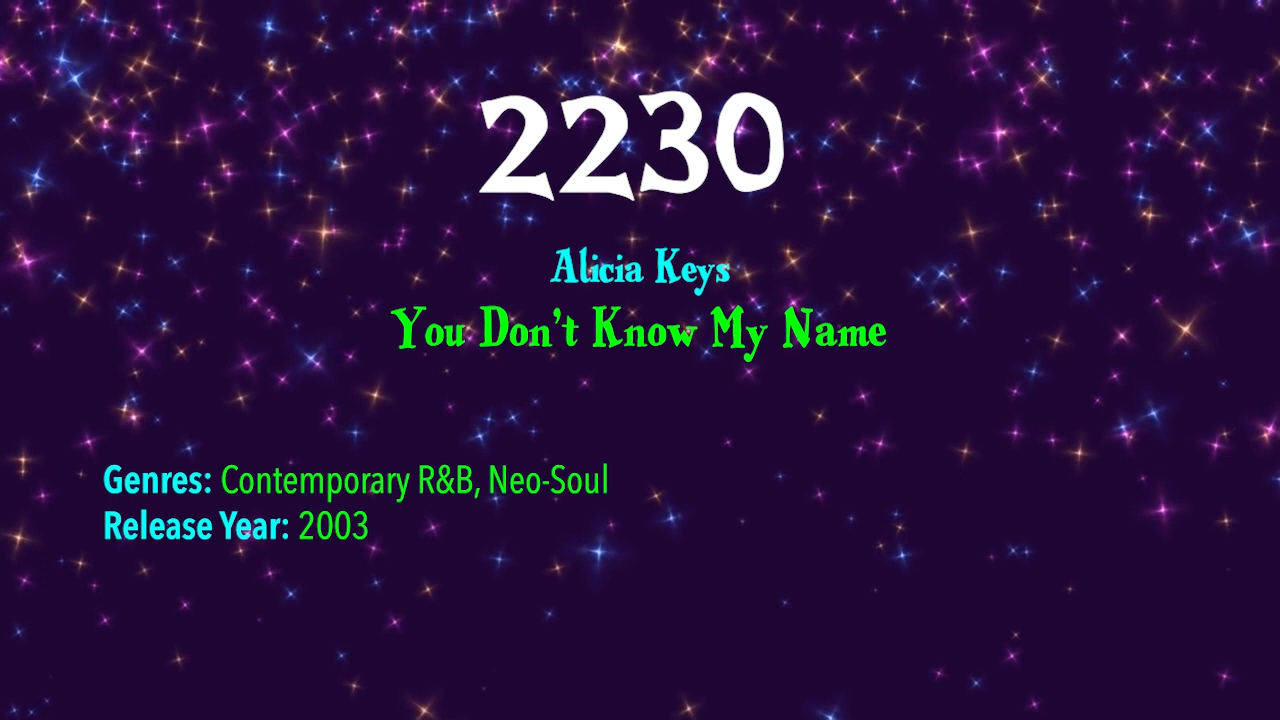 2230
Alicia Keys
You Don't Know My Name
Genres: Contemporary R&B, Neo-Soul
Release Year: 2003